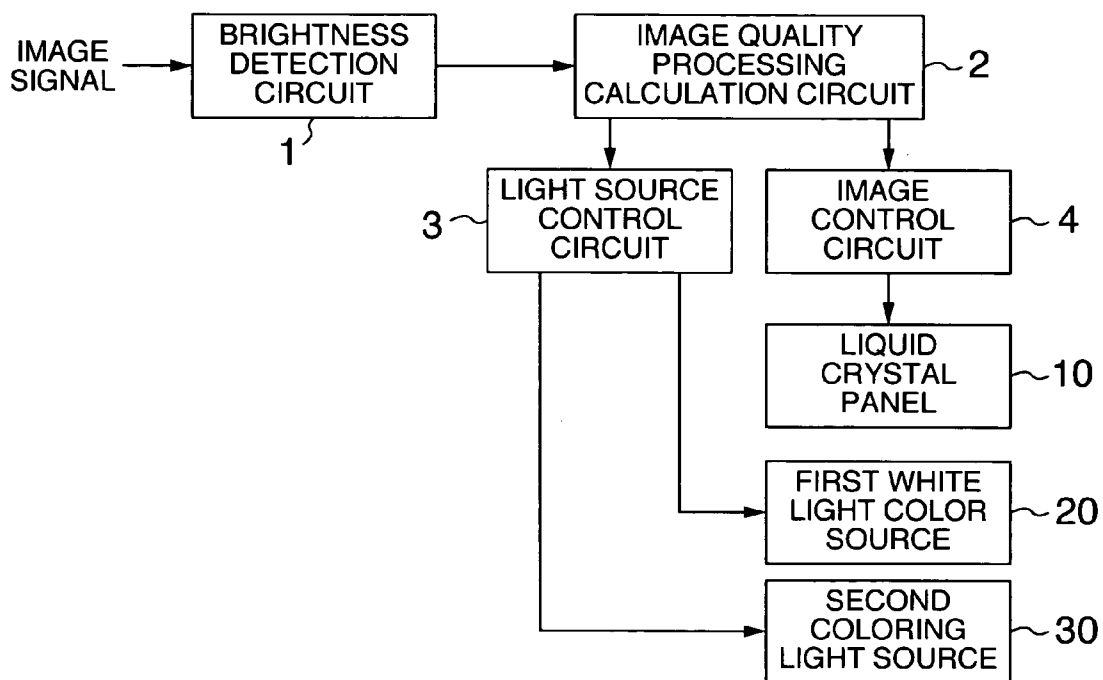 IMAGE
SIGNAL
BRIGHTNESS
DETECTION
CIRCUIT
1
IMAGE QUALITY
PROCESSING
CALCULATION CIRCUIT
2
LIGHT SOURCE
CONTROL
CIRCUIT
3
IMAGE
CONTROL
CIRCUIT
4
LIQUID
CRYSTAL
PANEL
10
FIRST WHITE
LIGHT COLOR
SOURCE
20
SECOND
COLORING
LIGHT SOURCE
30